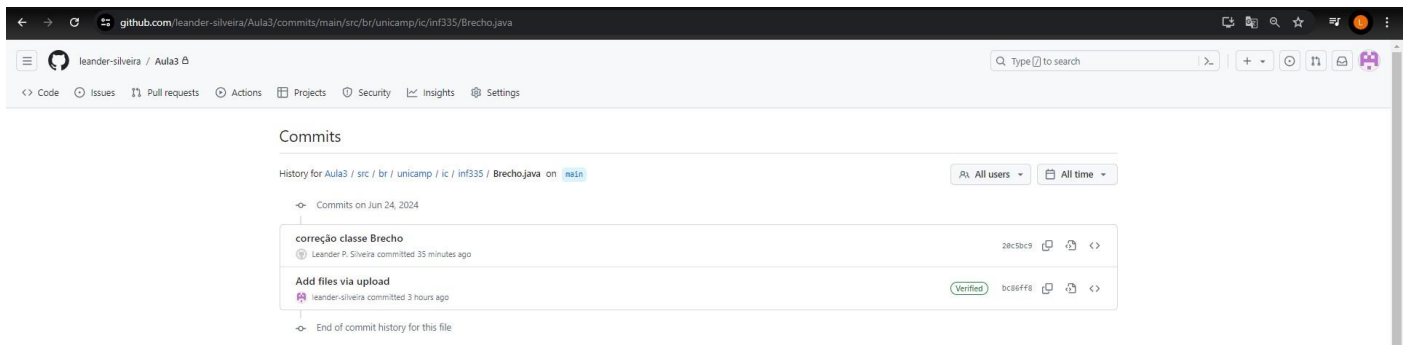 github.com/leander-silveira/Aula3/commits/main/src/br/unicamp/ic/inf335/Brecho.java
L
leander-silveira / Aula3
Type / to search
Code Issues Pull requests Actions Projects Security Insights Settings
Commits
History for Aula3 / src / br / unicamp / ic / inf335 / Brecho.java on main
All users All time
Commits on Jun 24, 2024
correção classe Brecho
Leander P. Silveira committed 35 minutes ago
20c5bc9
Add files via upload
leander-silveira committed 3 hours ago
Verified bc86ff8
End of commit history for this file